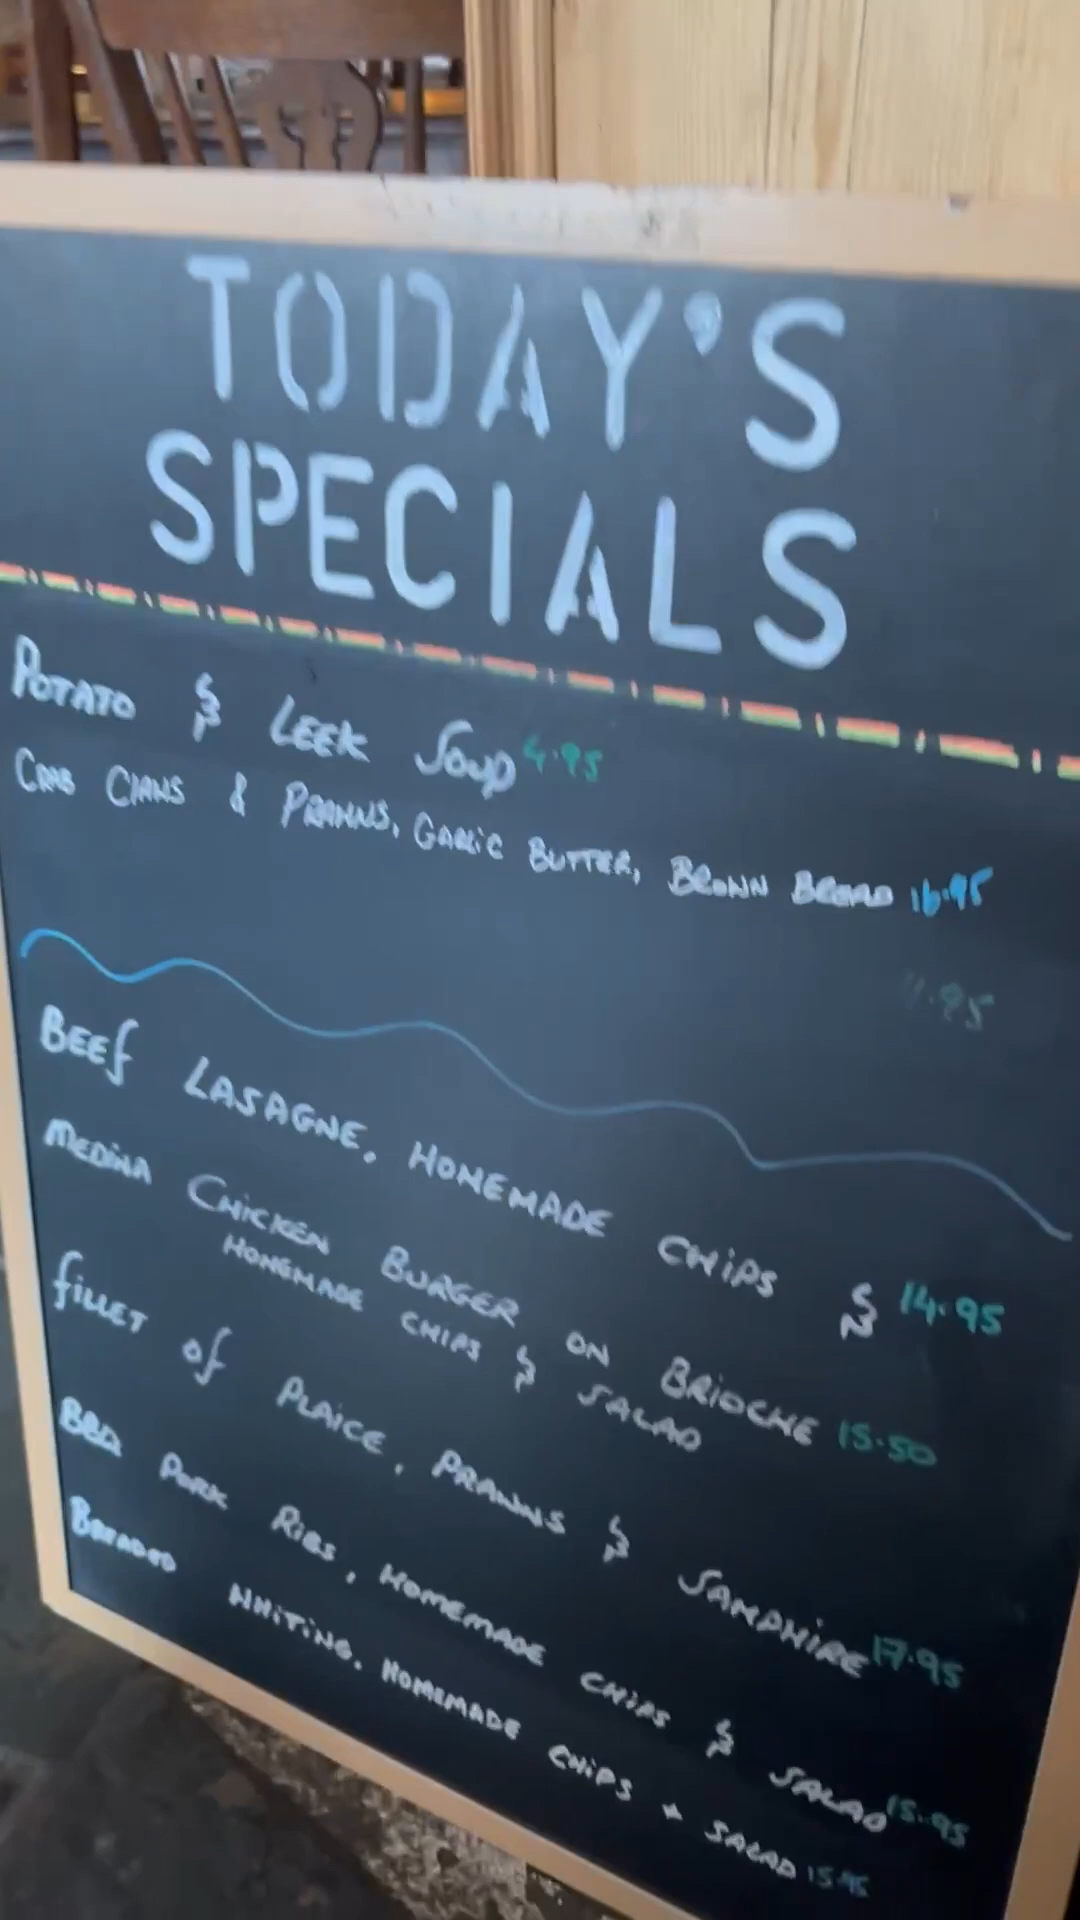 TODAY'S
SPECIALS
POTATO & LEEK SOUP 4.95
CRAB CLAWS & PRAWNS, GARLIC BUTTER, BROWN BREAD 16.95
11.95
BEEF LASAGNE, HOMEMADE CHIPS & 14.95
MEDINA CHICKEN BURGER ON BRIOCHE 15.50
HOMEMADE CHIPS & SALAD
FILLET OF PLAICE, PRAWNS & SAMPHIRE 17.95
BBQ PORK RIBS, HOMEMADE CHIPS & SALAD 15.95
BREADED WHITING, HOMEMADE CHIPS + SALAD 15.95